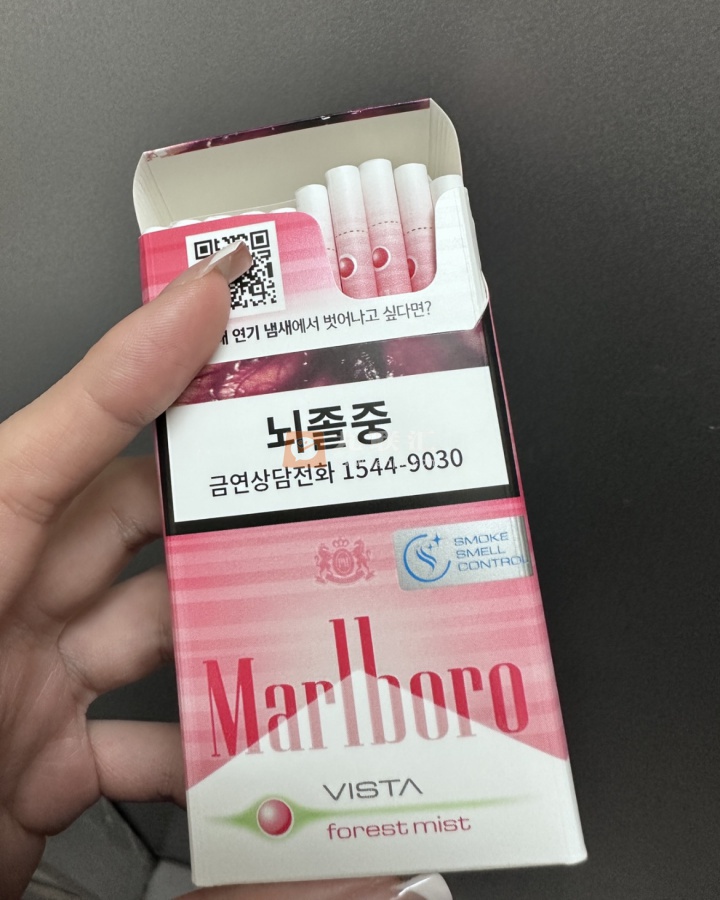 연기 냄새에서 벗어나고 싶다면?
뇌졸중
금연상담전화 1544-9030
SMOKE
SMELL
CONTROL
Marlboro
VISTA
forest mist